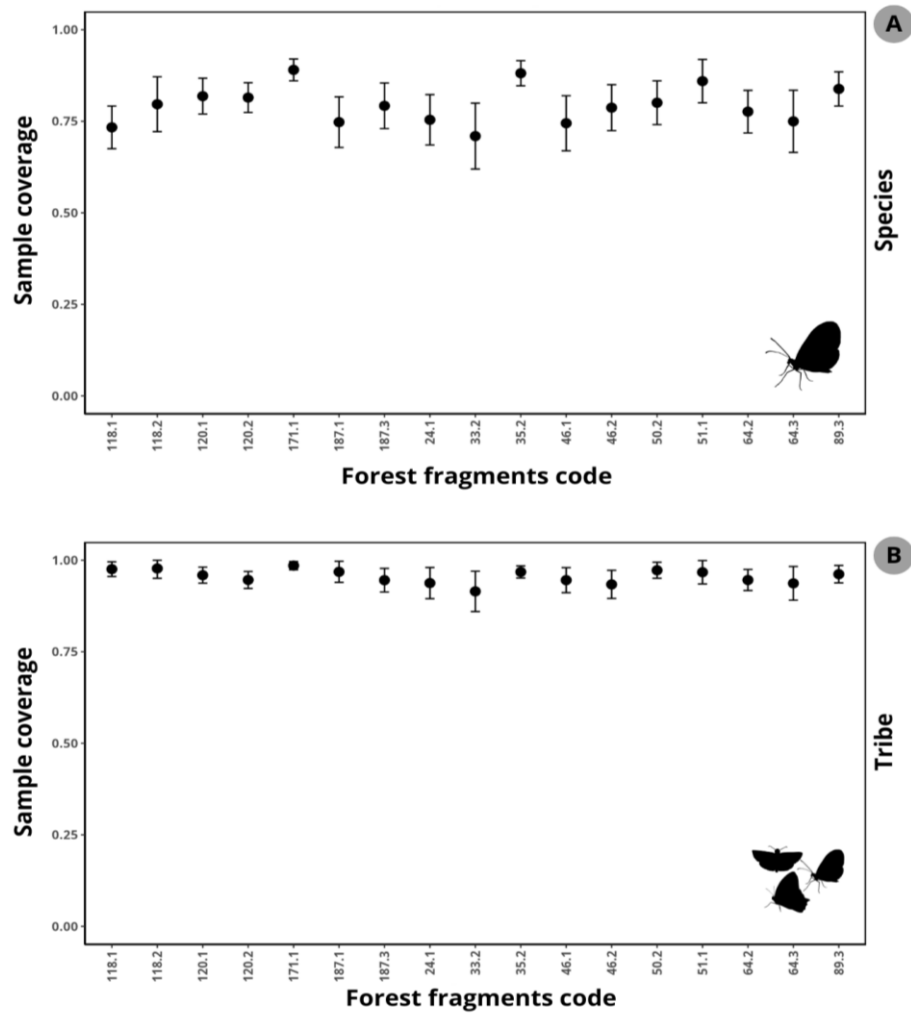 A
1.00
0.75
0.50
0.25
0.00
Sample coverage
Species
118.1 118.2 120.1 120.2 171.1 187.1 187.3 24.1 33.2 35.2 46.1 46.2 50.2 51.1 64.2 64.3 89.3
Forest fragments code
B
1.00
0.75
0.50
0.25
0.00
Sample coverage
Tribe
118.1 118.2 120.1 120.2 171.1 187.1 187.3 24.1 33.2 35.2 46.1 46.2 50.2 51.1 64.2 64.3 89.3
Forest fragments code